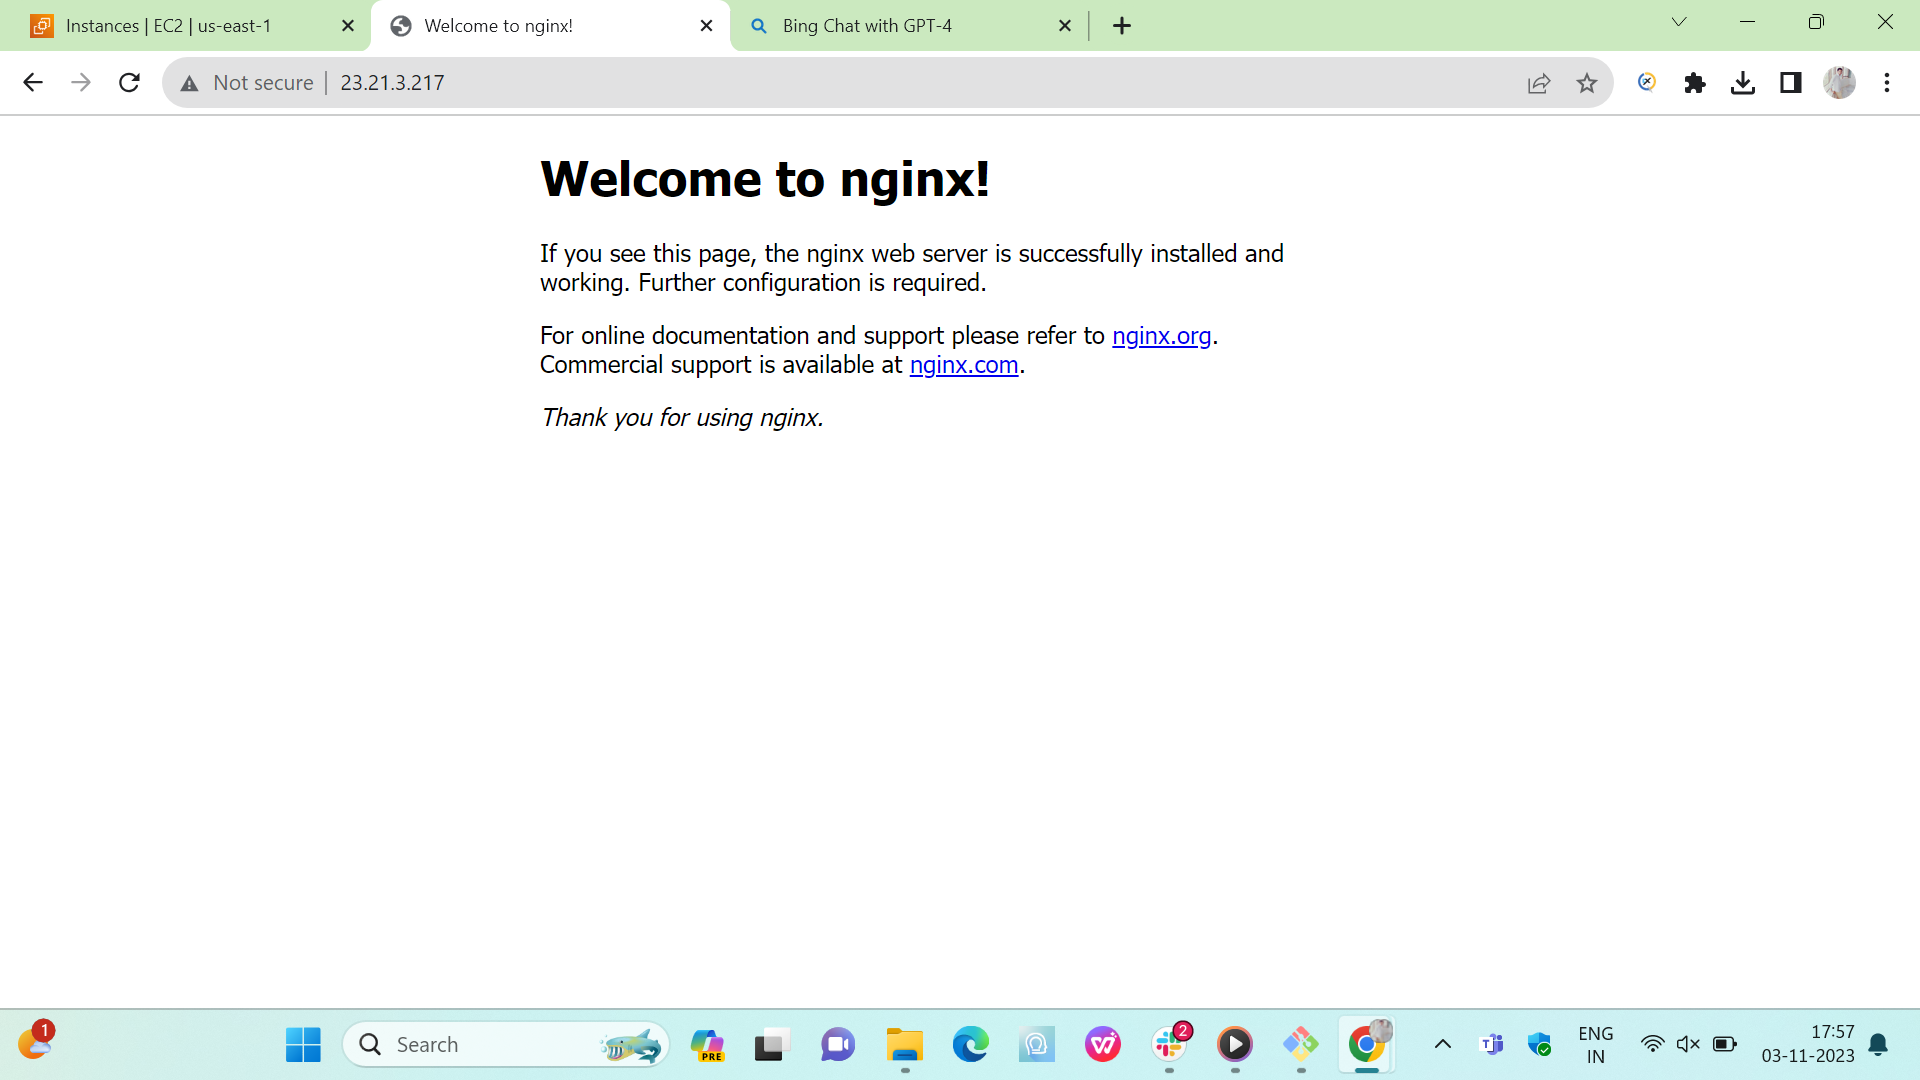 Instances | EC2 | us-east-1
Welcome to nginx!
Bing Chat with GPT-4
Not secure
23.21.3.217
Welcome to nginx!
If you see this page, the nginx web server is successfully installed and
working. Further configuration is required.
For online documentation and support please refer to nginx.org.
Commercial support is available at nginx.com.
Thank you for using nginx.
1
Search
PRE
2
ENG
IN
17:57
03-11-2023